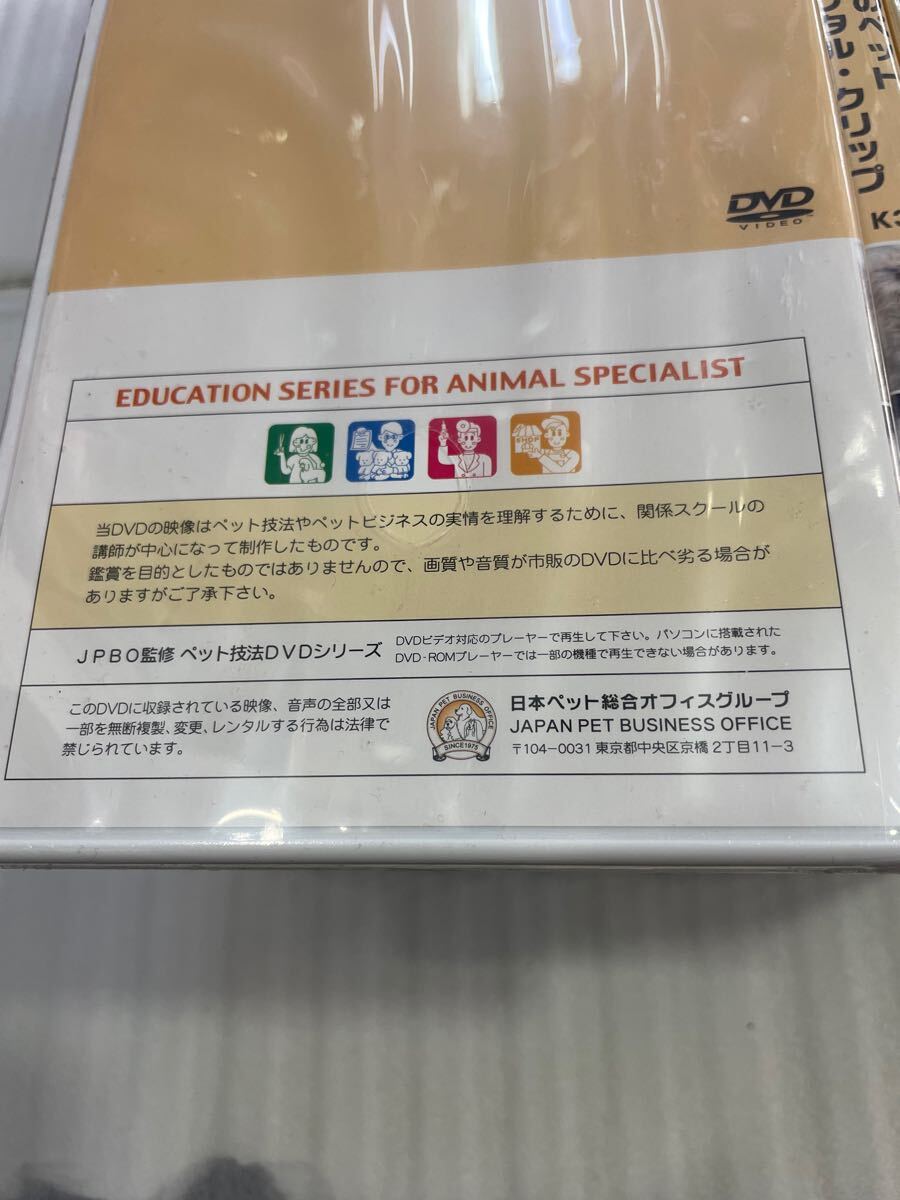 のペット
タル・クリップ
K3
DVD
VIDEO
EDUCATION SERIES FOR ANIMAL SPECIALIST
SHOP
当DVDの映像はペット技法やペットビジネスの実情を理解するために、関係スクールの
講師が中心になって制作したものです。
鑑賞を目的としたものではありませんので、画質や音質が市販のDVDに比べ劣る場合が
ありますがご了承下さい。
JPBO監修 ペット技法DVDシリーズ
DVDビデオ対応のプレーヤーで再生して下さい。パソコンに搭載された
DVD-ROMプレーヤーでは一部の機種で再生できない場合があります。
このDVDに収録されている映像、音声の全部又は
一部を無断複製、変更、レンタルする行為は法律で
禁じられています。
JAPAN PET BUSINESS OFFICE
SINCE1975
日本ペット総合オフィスグループ
JAPAN PET BUSINESS OFFICE
〒104-0031 東京都中央区京橋2丁目11-3